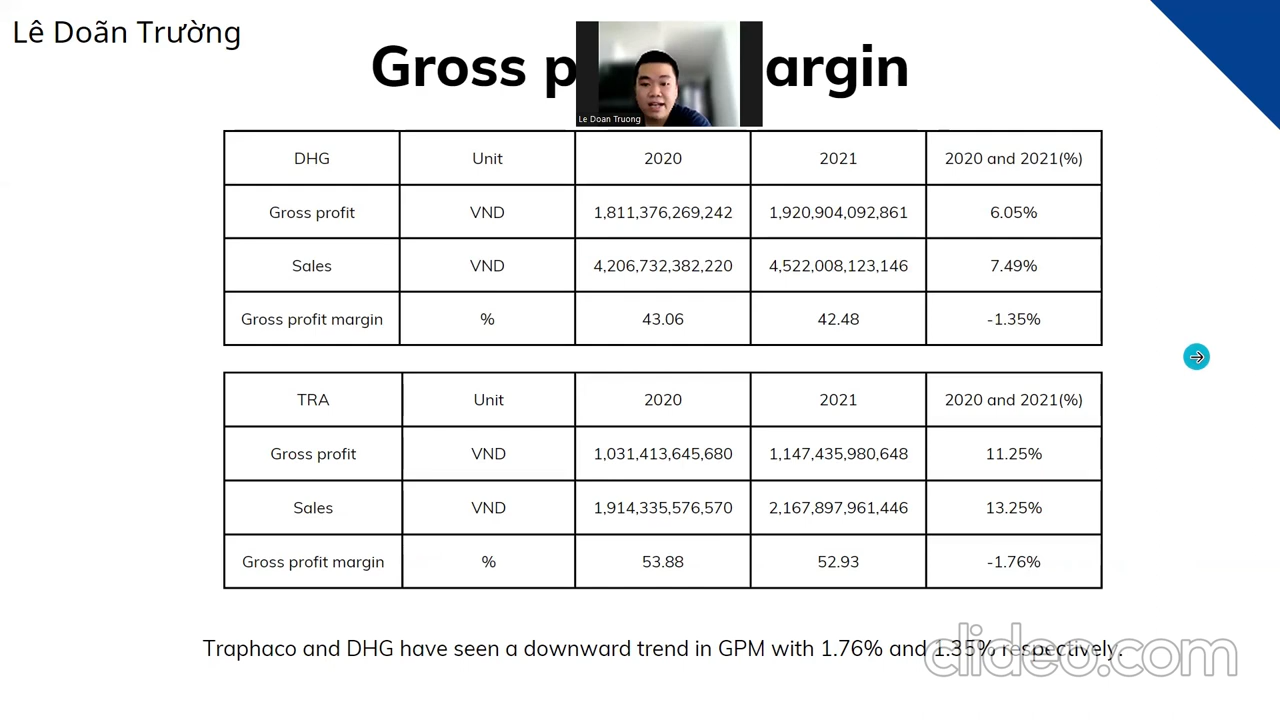 Lê Doãn Trường
Gross p argin
Le Doan Truong
DHG Unit 2020 2021 2020 and 2021(%)
Gross profit VND 1,811,376,269,242 1,920,904,092,861 6.05%
Sales VND 4,206,732,382,220 4,522,008,123,146 7.49%
Gross profit margin % 43.06 42.48 -1.35%
TRA Unit 2020 2021 2020 and 2021(%)
Gross profit VND 1,031,413,645,680 1,147,435,980,648 11.25%
Sales VND 1,914,335,576,570 2,167,897,961,446 13.25%
Gross profit margin % 53.88 52.93 -1.76%
Traphaco and DHG have seen a downward trend in GPM with 1.76% and 1.35% respectively.
clideo.com